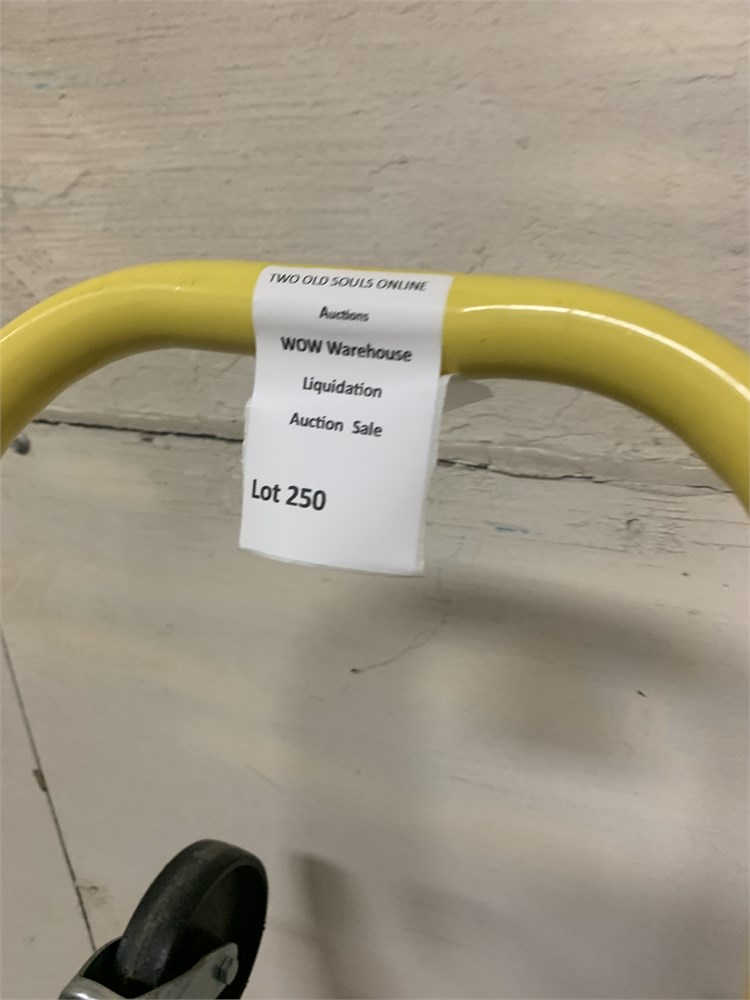 TWO OLD SOULS ONLINE
Auctions
WOW Warehouse
Liquidation
Auction Sale
Lot 250